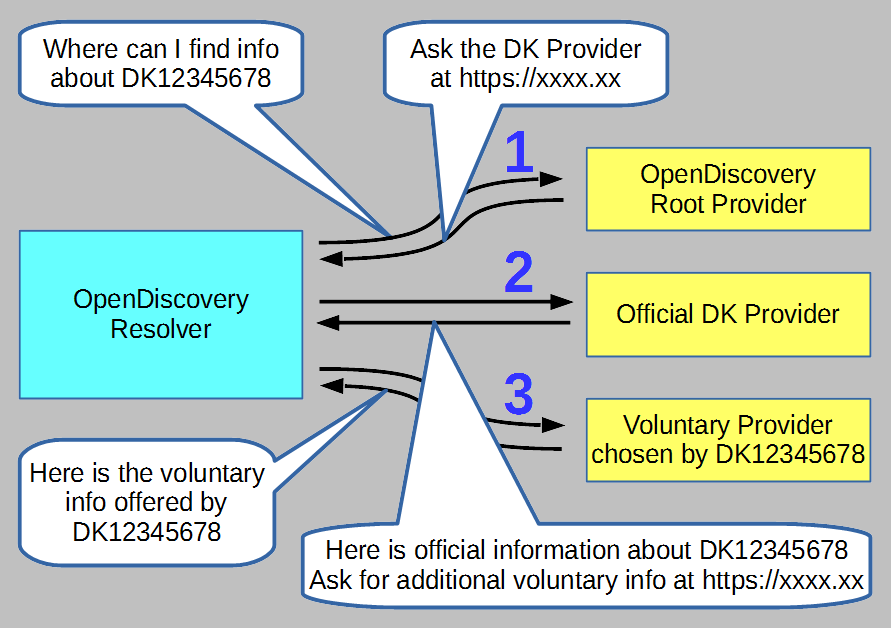 Where can I find info
about DK12345678
Ask the DK Provider
at https://xxxx.xx
1
OpenDiscovery
Root Provider
OpenDiscovery
Resolver
2
Official DK Provider
3
Voluntary Provider
chosen by DK12345678
Here is the voluntary
info offered by
DK12345678
Here is official information about DK12345678
Ask for additional voluntary info at https://xxxx.xx